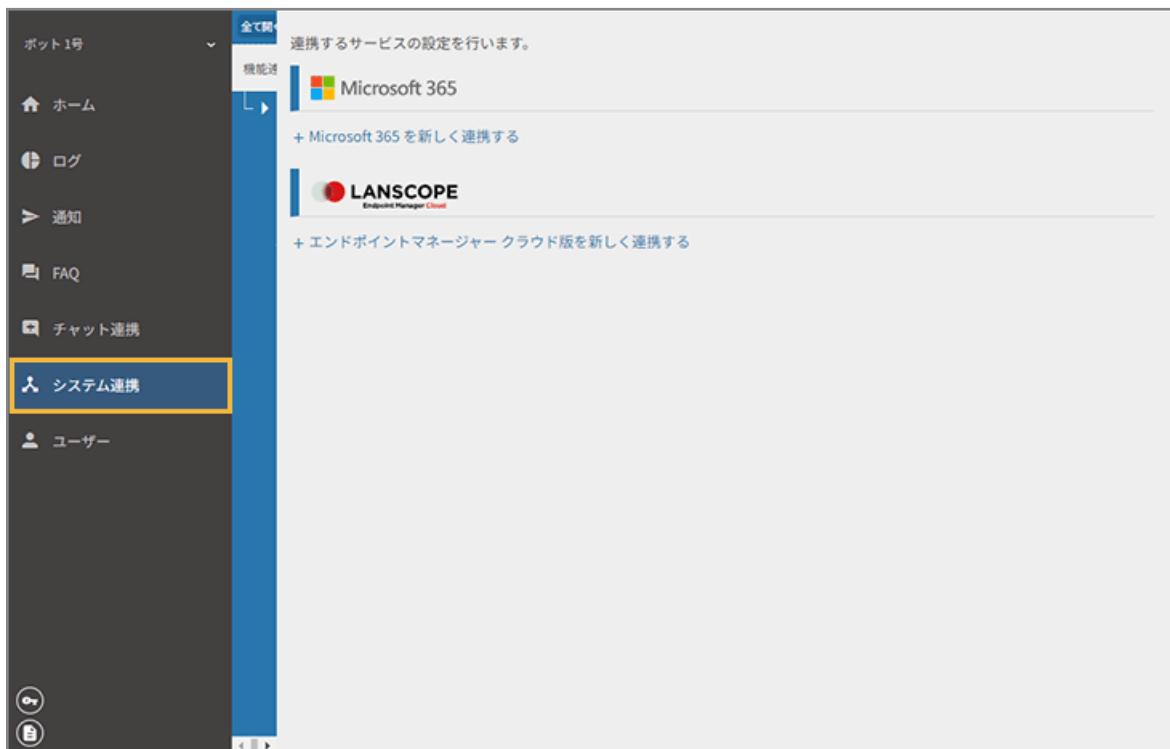 ボット1号
ホーム
ログ
通知
FAQ
チャット連携
システム連携
ユーザー
全て開
機能連
連携するサービスの設定を行います。
Microsoft 365
+ Microsoft 365 を新しく連携する
LANSCOPE
Endpoint Manager Cloud
+ エンドポイントマネージャー クラウド版を新しく連携する